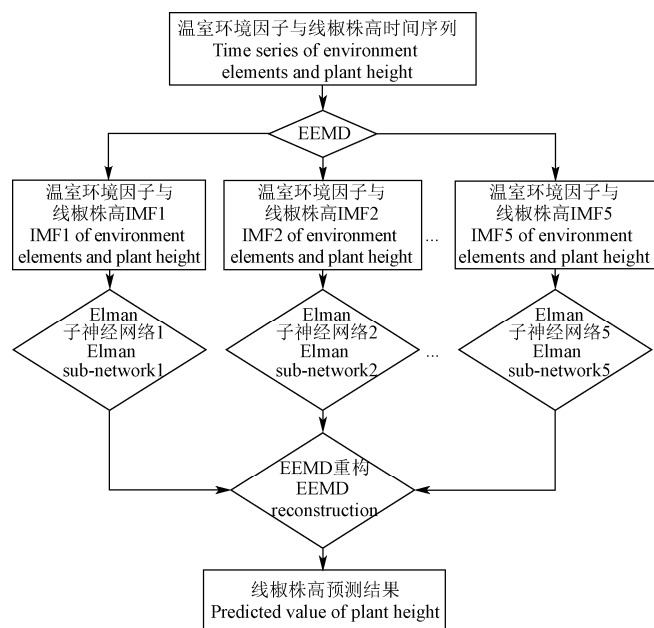 温室环境因子与线椒株高时间序列
Time series of environment
elements and plant height
EEMD
温室环境因子与
线椒株高IMF1
IMF1 of environment
elements and plant height
温室环境因子与
线椒株高IMF2
IMF2 of environment
elements and plant height
...
温室环境因子与
线椒株高IMF5
IMF5 of environment
elements and plant height
Elman
子神经网络1
Elman
sub-network1
Elman
子神经网络2
Elman
sub-network2
...
Elman
子神经网络5
Elman
sub-network5
EEMD重构
EEMD
reconstruction
线椒株高预测结果
Predicted value of plant height